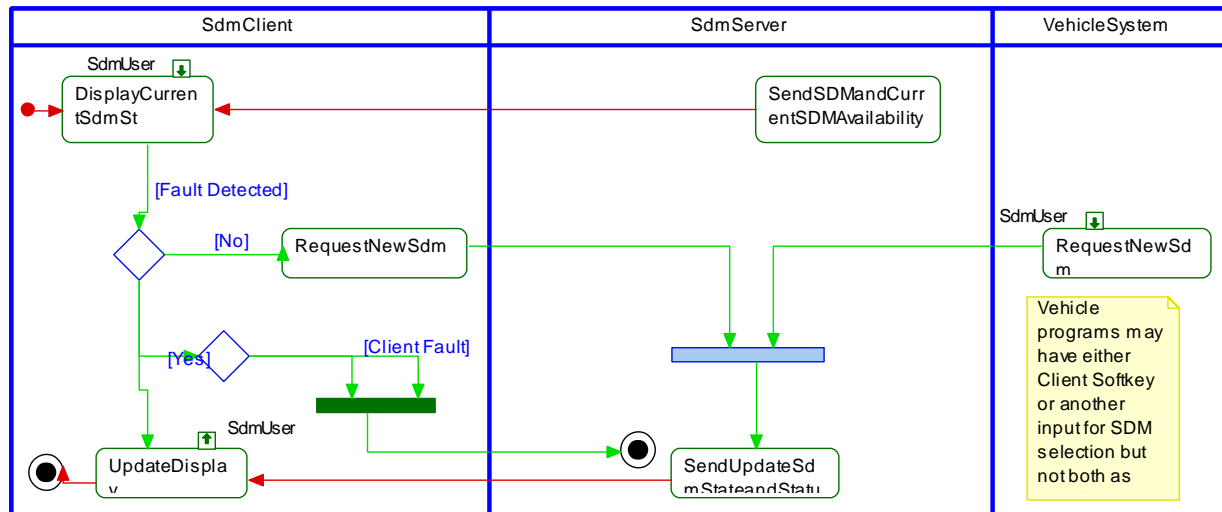 SdmClient
SdmServer
VehicleSystem
SdmUser
DisplayCurren
tSdmSt
SendSDMandCurr
entSDMAvailability
[Fault Detected]
[No]
RequestNewSdm
SdmUser
RequestNewSd
m
[Yes]
[Client Fault]
Vehicle
programs may
have either
Client Softkey
or another
input for SDM
selection but
not both as
SdmUser
UpdateDispla
y
SendUpdateSd
mStateandStatu